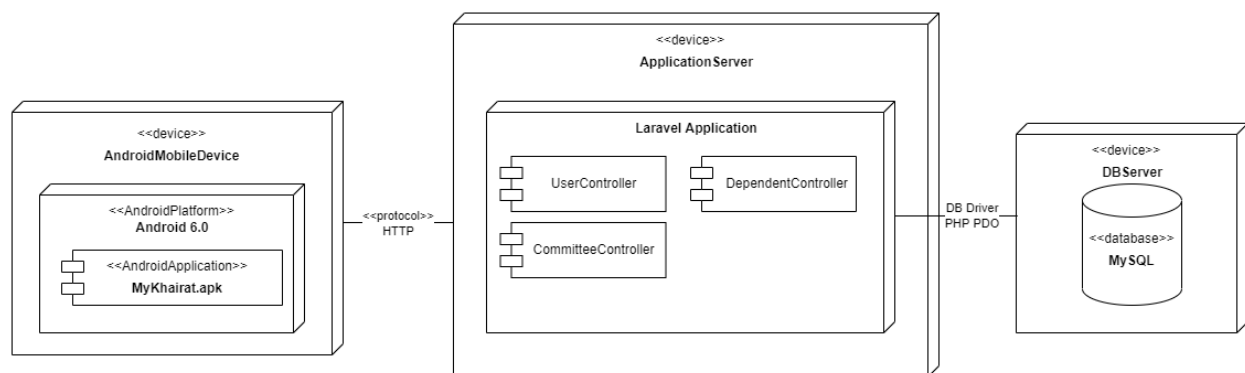 <<device>>
AndroidMobileDevice
<<AndroidPlatform>>
Android 6.0
<<AndroidApplication>>
MyKhairat.apk
<<protocol>>
HTTP
<<device>>
ApplicationServer
Laravel Application
UserController
DependentController
CommitteeController
DB Driver
PHP PDO
<<device>>
DBServer
<<database>>
MySQL